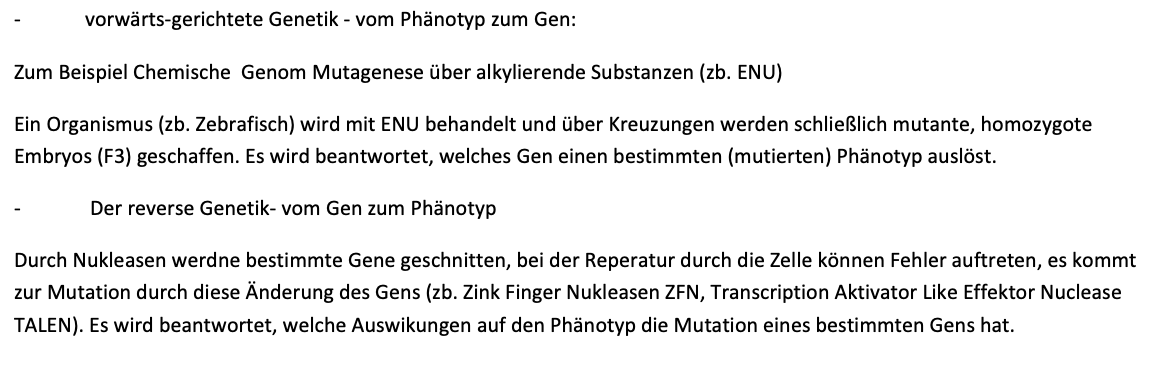 - vorwärts-gerichtete Genetik - vom Phänotyp zum Gen:
Zum Beispiel Chemische  Genom Mutagenese über alkylierende Substanzen (zb. ENU)
Ein Organismus (zb. Zebrafisch) wird mit ENU behandelt und über Kreuzungen werden schließlich mutante, homozygote
Embryos (F3) geschaffen. Es wird beantwortet, welches Gen einen bestimmten (mutierten) Phänotyp auslöst.
- Der reverse Genetik- vom Gen zum Phänotyp
Durch Nukleasen werdne bestimmte Gene geschnitten, bei der Reperatur durch die Zelle können Fehler auftreten, es kommt
zur Mutation durch diese Änderung des Gens (zb. Zink Finger Nukleasen ZFN, Transcription Aktivator Like Effektor Nuclease
TALEN). Es wird beantwortet, welche Auswikungen auf den Phänotyp die Mutation eines bestimmten Gens hat.